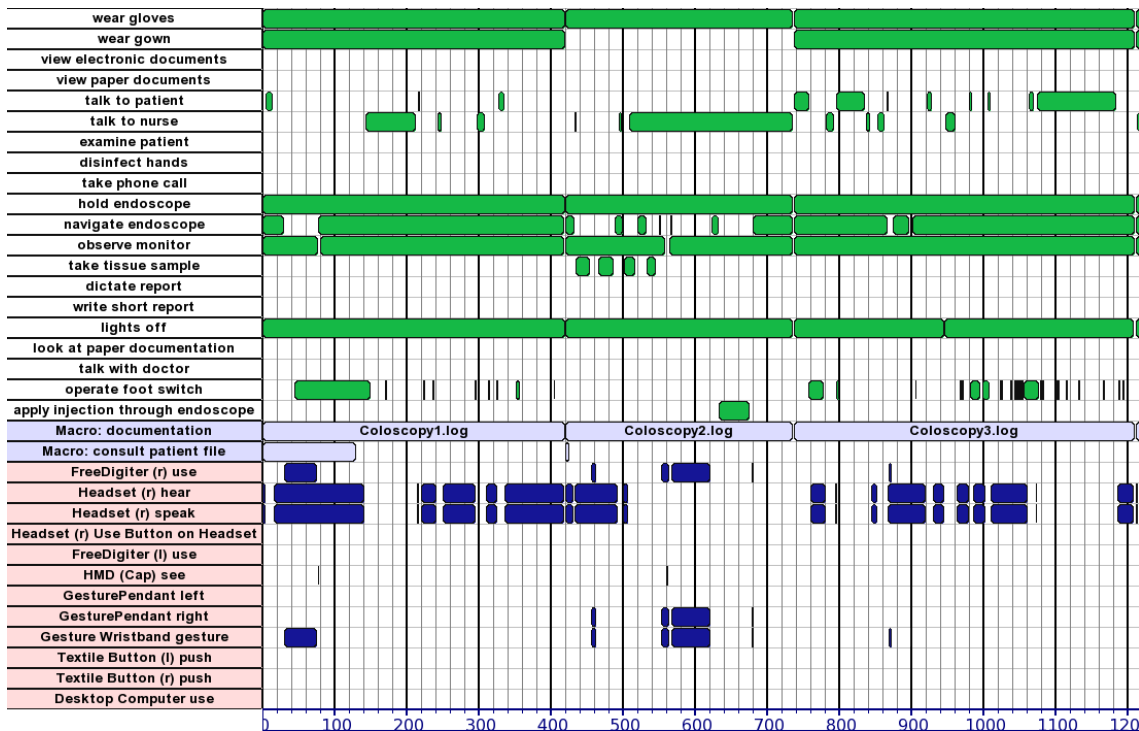 wear gloves
wear gown
view electronic documents
view paper documents
talk to patient
talk to nurse
examine patient
disinfect hands
take phone call
hold endoscope
navigate endoscope
observe monitor
take tissue sample
dictate report
write short report
lights off
look at paper documentation
talk with doctor
operate foot switch
apply injection through endoscope
Macro: documentation Coloscopy1.log Coloscopy2.log Coloscopy3.log
Macro: consult patient file
FreeDigiter (r) use
Headset (r) hear
Headset (r) speak
Headset (r) Use Button on Headset
FreeDigiter (l) use
HMD (Cap) see
GesturePendant left
GesturePendant right
Gesture Wristband gesture
Textile Button (l) push
Textile Button (r) push
Desktop Computer use
0 100 200 300 400 500 600 700 800 900 1000 1100 120